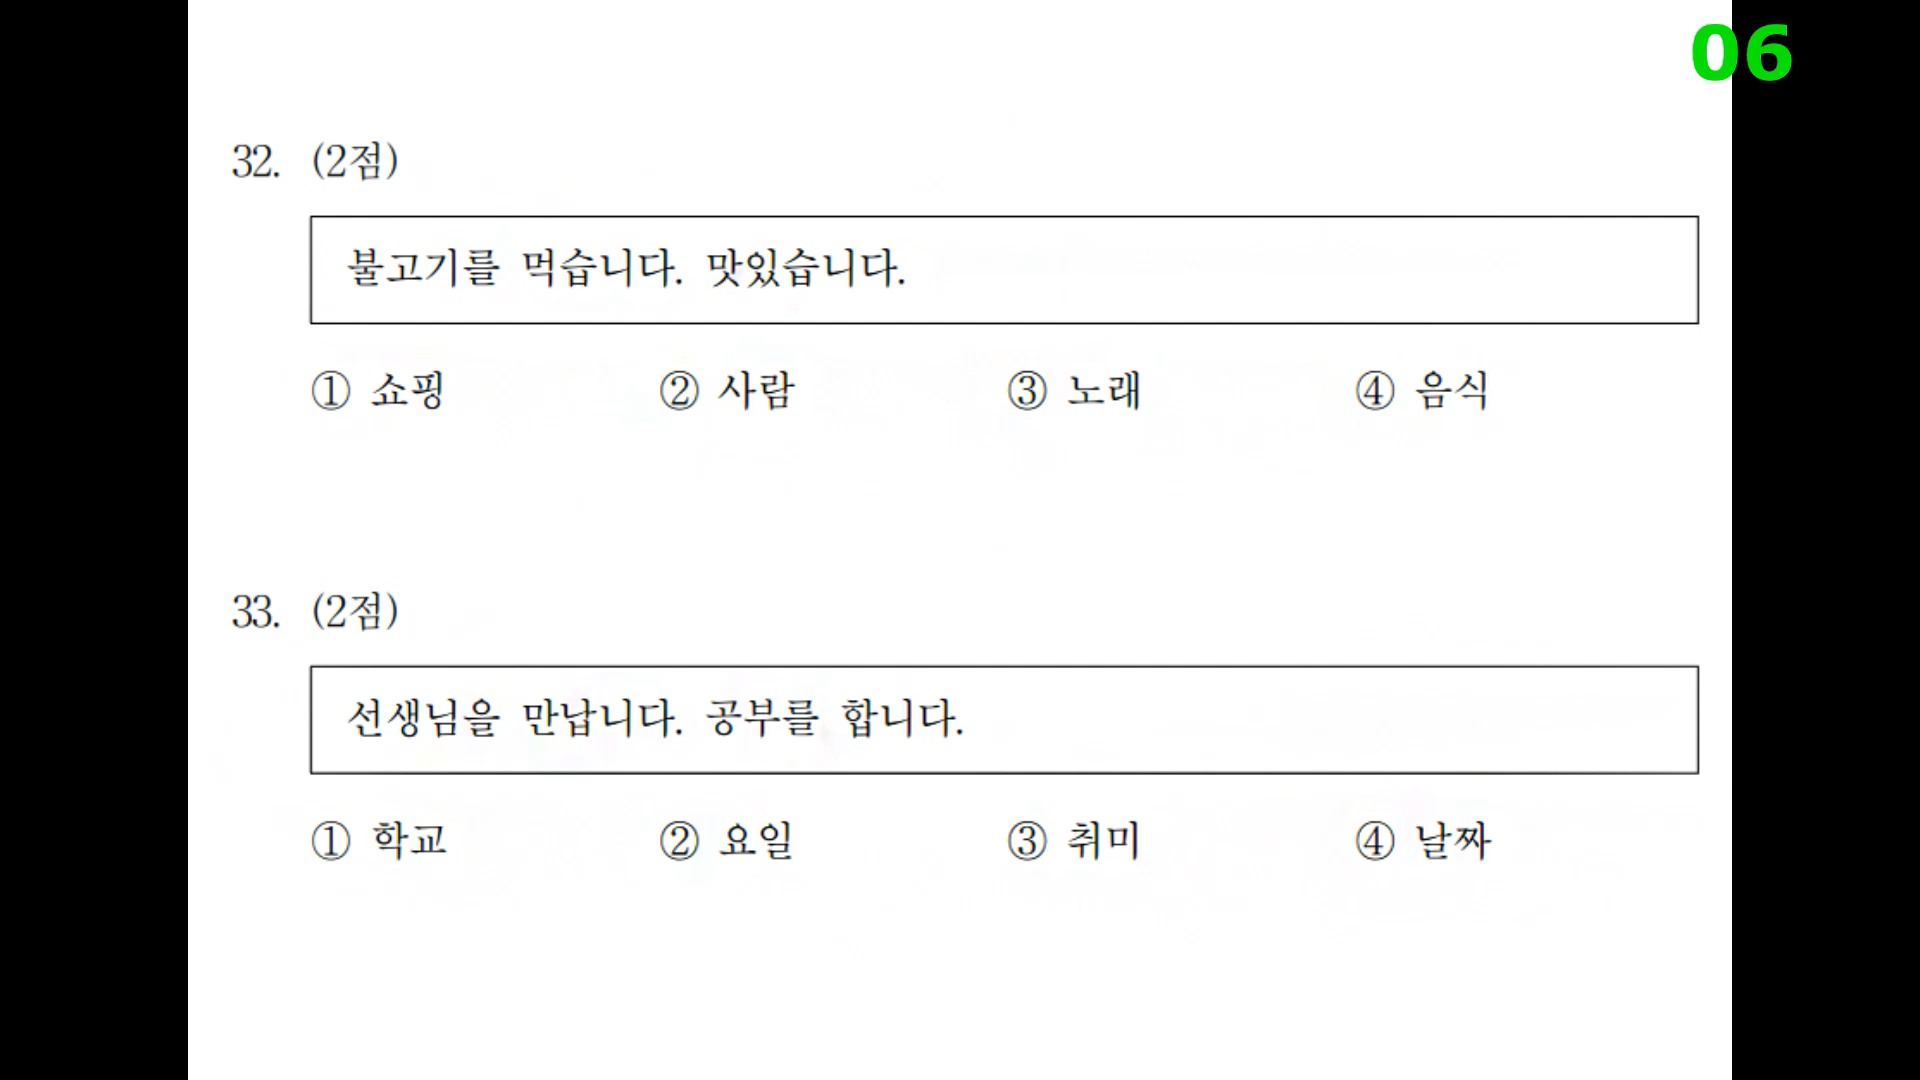 06
32. (2점)
불고기를 먹습니다. 맛있습니다.
① 쇼핑 ② 사람 ③ 노래 ④ 음식
33. (2점)
선생님을 만납니다. 공부를 합니다.
① 학교 ② 요일 ③ 취미 ④ 날짜